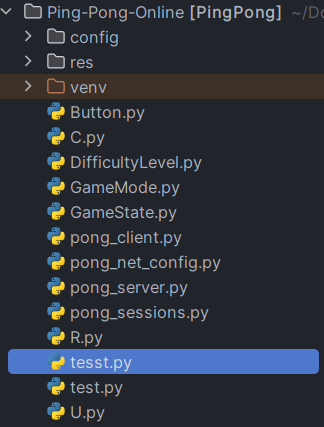 Ping-Pong-Online [PingPong] ~/Do
config
res
venv
Button.py
C.py
DifficultyLevel.py
GameMode.py
GameState.py
pong_client.py
pong_net_config.py
pong_server.py
pong_sessions.py
R.py
tesst.py
test.py
U.py